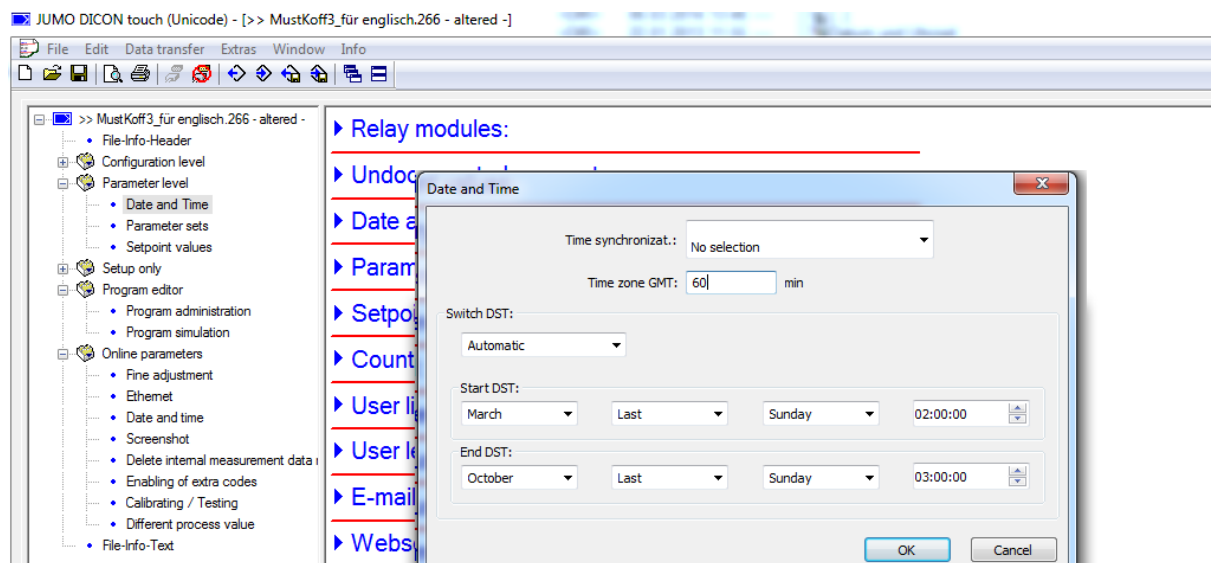 JUMO DICON touch (Unicode) - [>> MustKoff3_für englisch.266 - altered -]
File Edit Data transfer Extras Window Info
>> MustKoff3_für englisch.266 - altered -
File-Info-Header
Configuration level
Parameter level
Date and Time
Parameter sets
Setpoint values
Setup only
Program editor
Program administration
Program simulation
Online parameters
Fine adjustment
Ethernet
Date and time
Screenshot
Delete internal measurement data
Enabling of extra codes
Calibrating / Testing
Different process value
File-Info-Text
Relay modules:
Date
Date and Time
Time synchronizat.: No selection
Time zone GMT: 60 min
Switch DST:
Automatic
Start DST:
March Last Sunday 02:00:00
End DST:
October Last Sunday 03:00:00
OK Cancel
User
User
E-mail